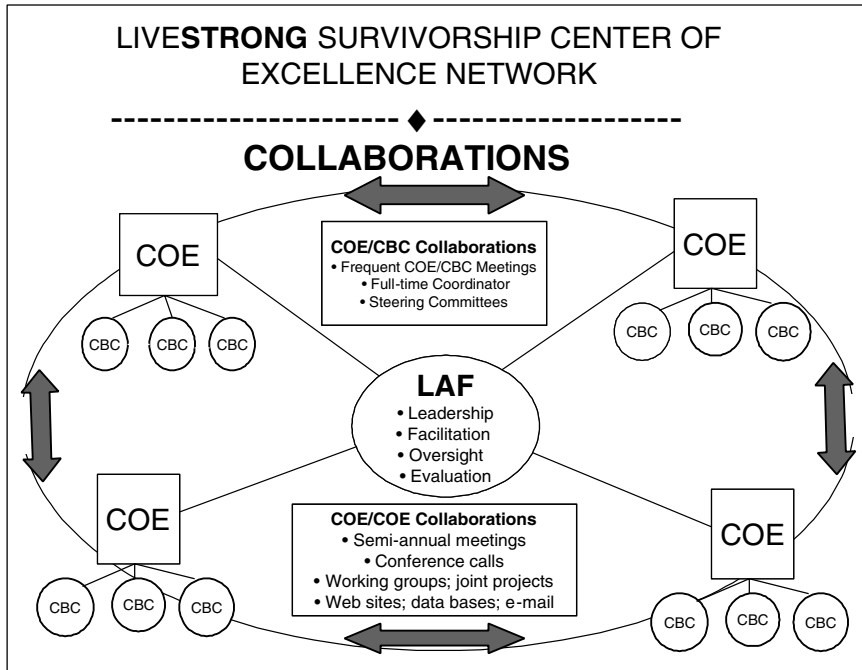 LIVESTRONG SURVIVORSHIP CENTER OF
EXCELLENCE NETWORK
COLLABORATIONS
COE
COE
COE/CBC Collaborations
• Frequent COE/CBC Meetings
• Full-time Coordinator
• Steering Committees
CBC CBC CBC
CBC CBC CBC
LAF
• Leadership
• Facilitation
• Oversight
• Evaluation
COE
COE
COE/COE Collaborations
• Semi-annual meetings
• Conference calls
• Working groups; joint projects
• Web sites; data bases; e-mail
CBC CBC CBC
CBC CBC CBC